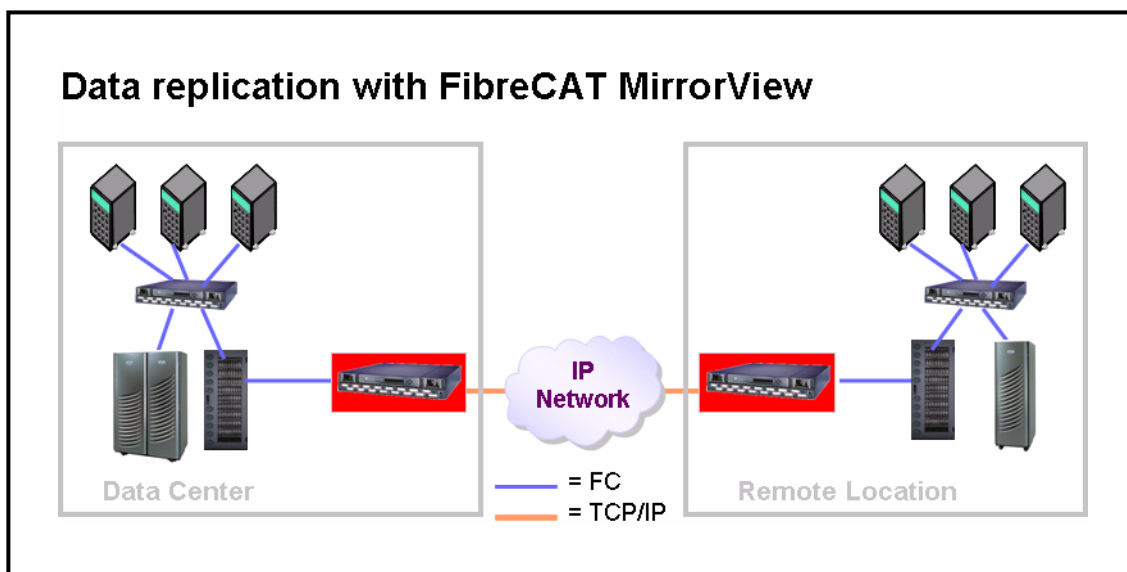 Data replication with FibreCAT MirrorView
IP
Network
Data Center
= FC
= TCP/IP
Remote Location